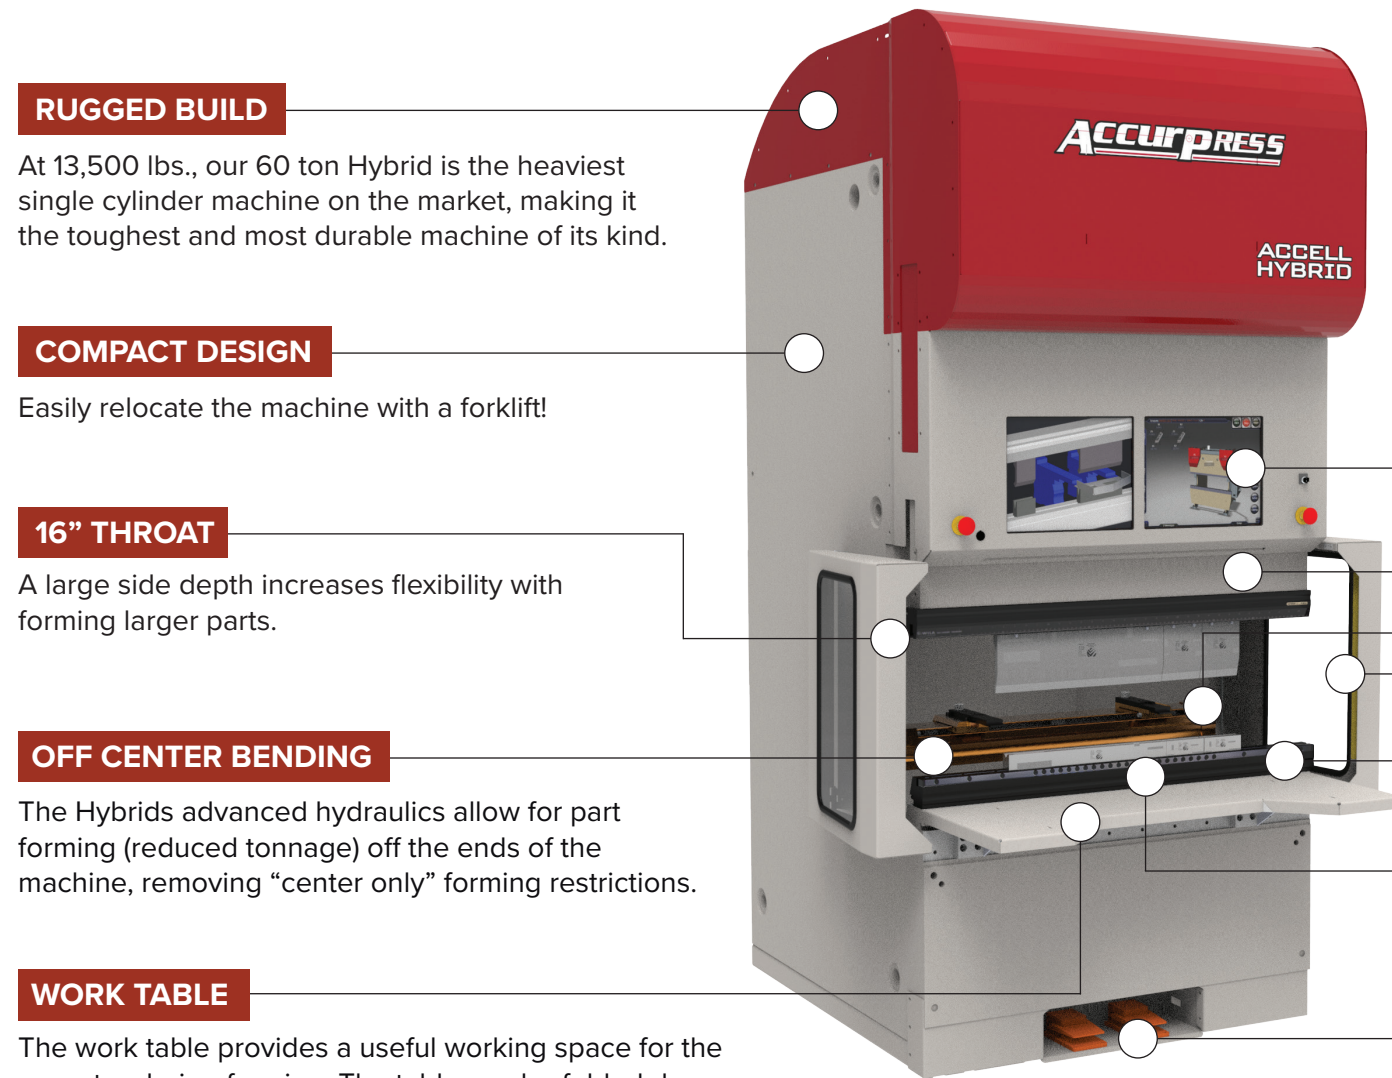 RUGGED BUILD
At 13,500 lbs., our 60 ton Hybrid is the heaviest
single cylinder machine on the market, making it
the toughest and most durable machine of its kind.
COMPACT DESIGN
Easily relocate the machine with a forklift!
16” THROAT
A large side depth increases flexibility with
forming larger parts.
OFF CENTER BENDING
The Hybrids advanced hydraulics allow for part
forming (reduced tonnage) off the ends of the
machine, removing “center only” forming restrictions.
WORK TABLE
The work table provides a useful working space for the
ACCURPRESS
ACCELL
HYBRID